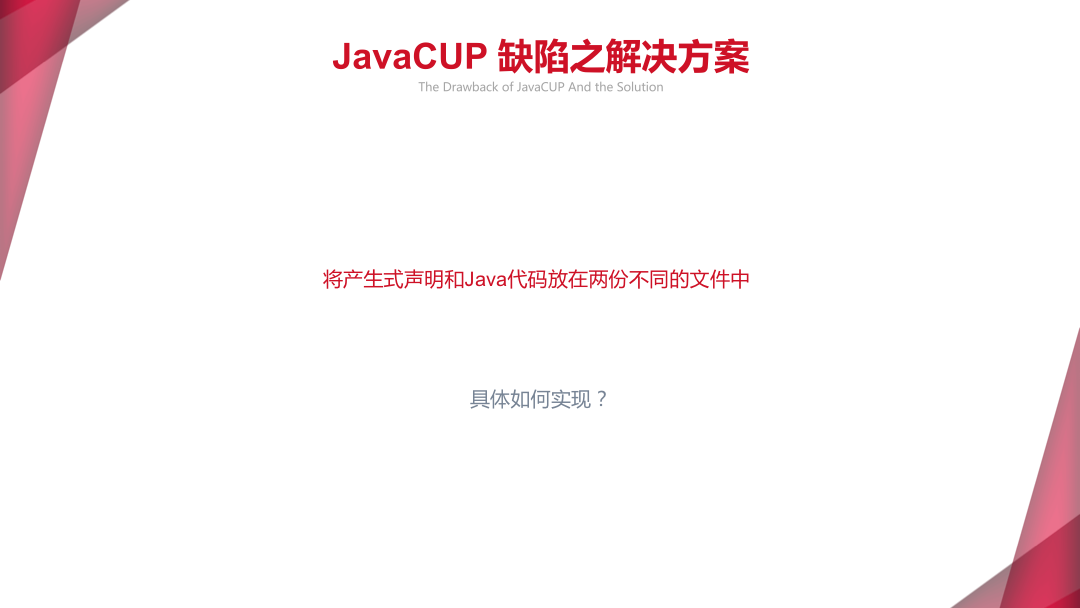 JavaCUP 缺陷之解决方案
The Drawback of JavaCUP And the Solution
将产生式声明和Java代码放在两份不同的文件中
具体如何实现？